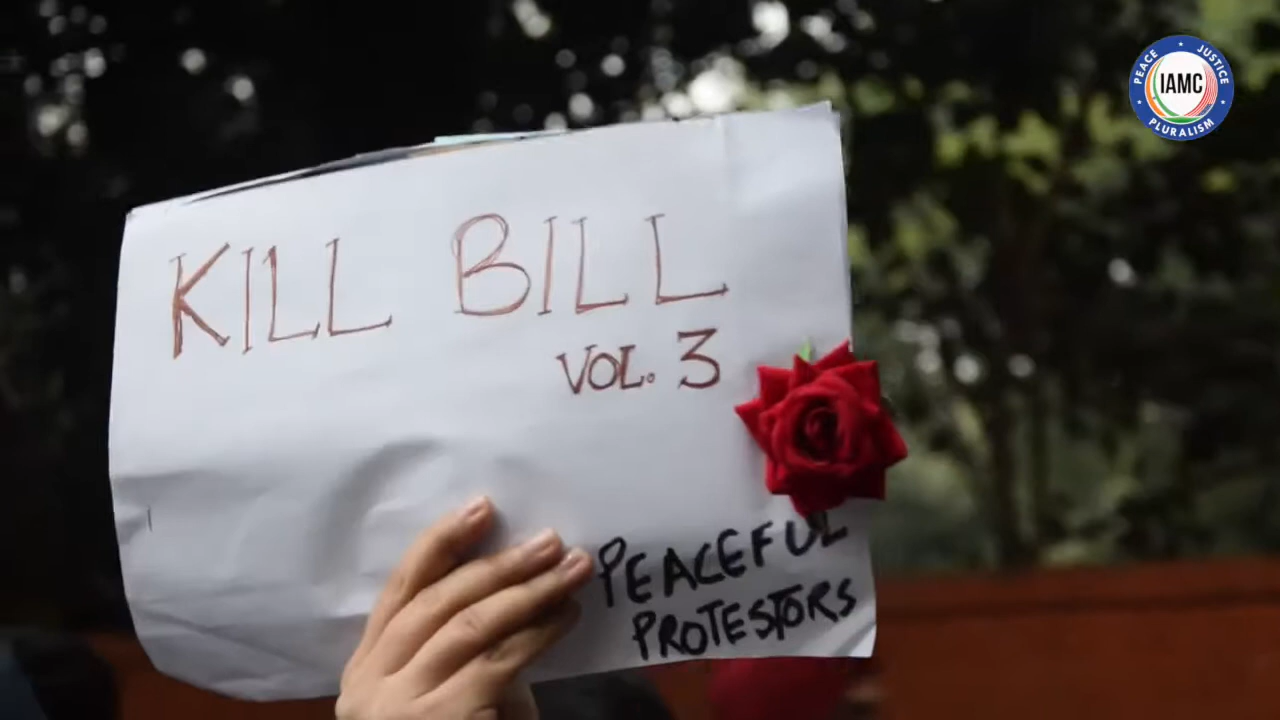 KILL BILL
VOL. 3
PEACEFUL
PROTESTORS
PEACE ★ JUSTICE
IAMC
PLURALISM